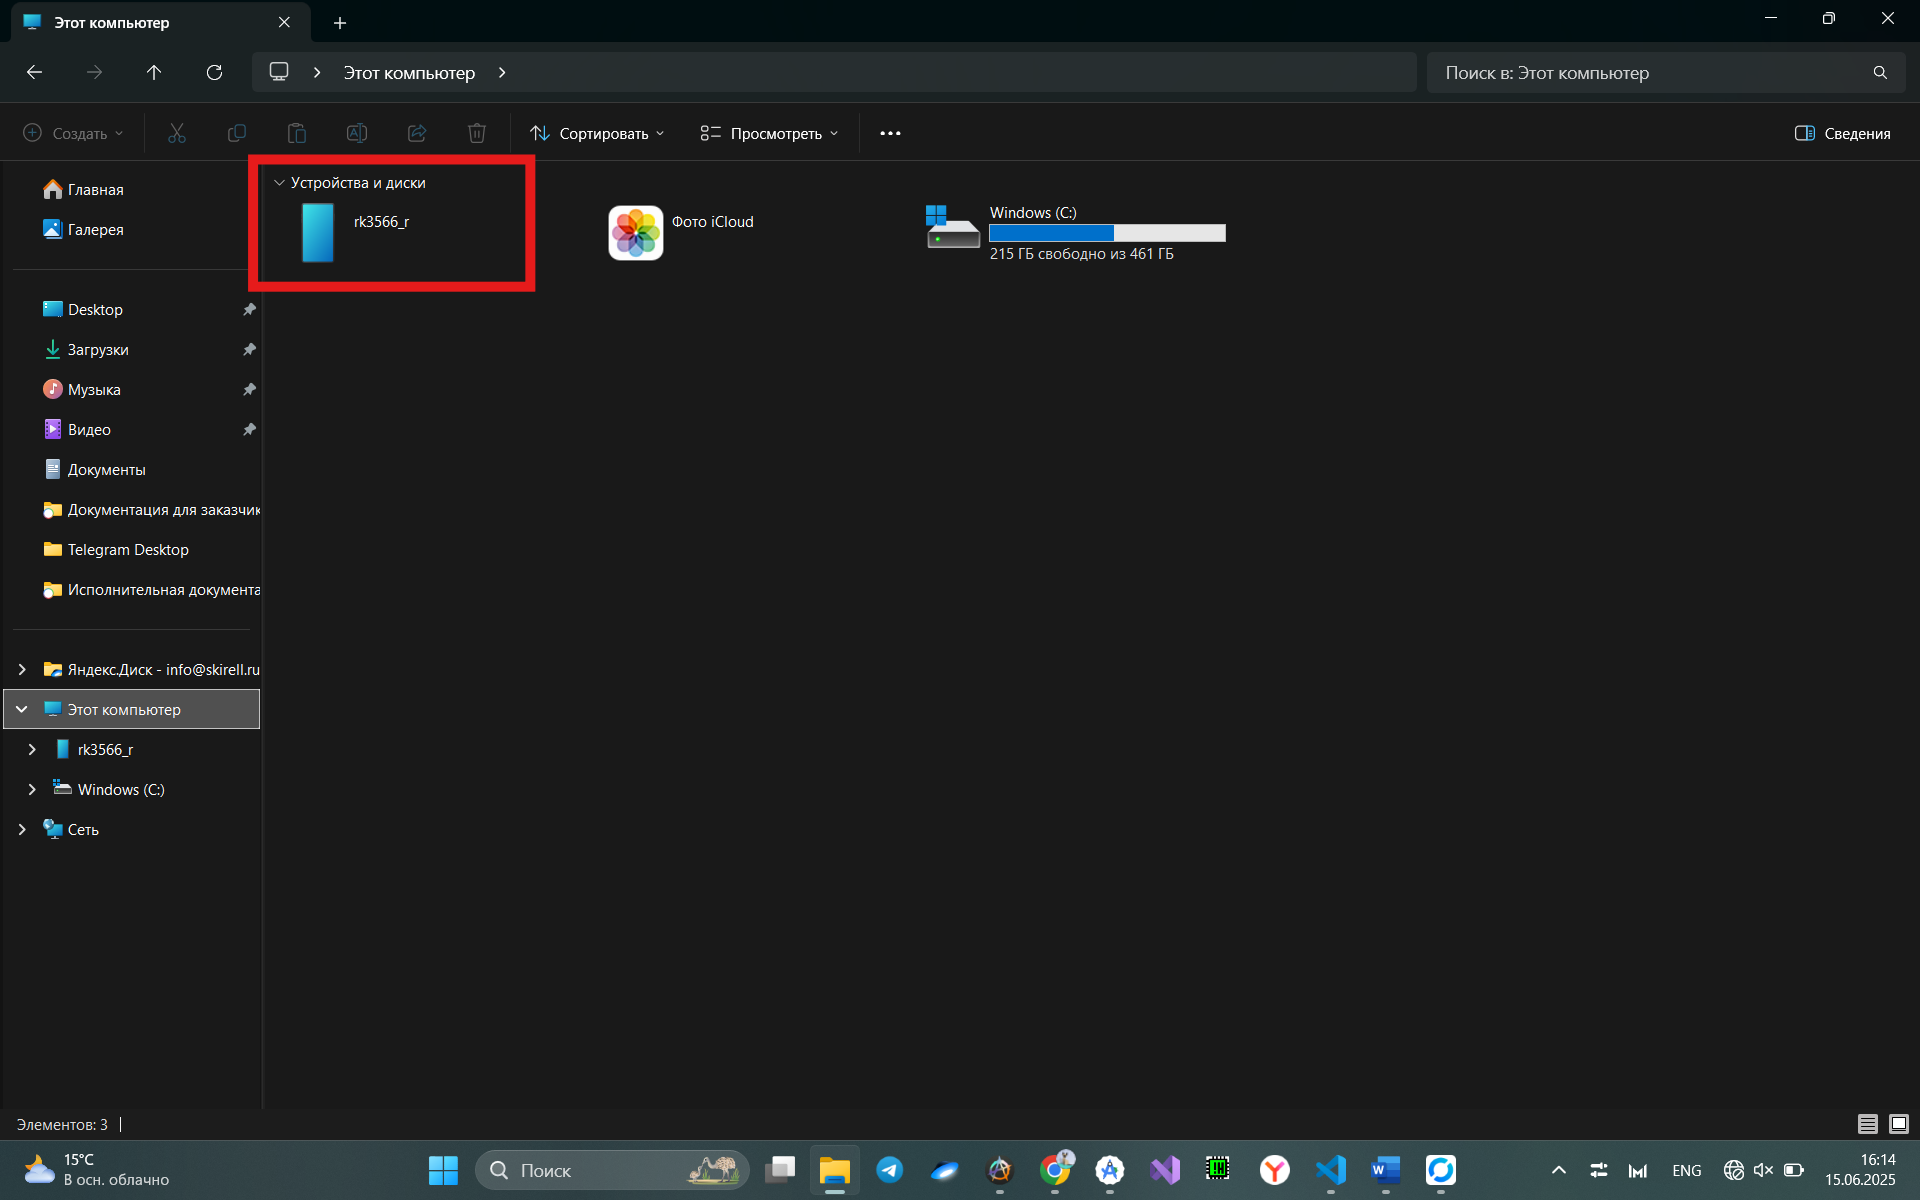 Этот компьютер
Этот компьютер
Поиск в: Этот компьютер
Создать
Сортировать
Просмотреть
Сведения
Главная
Галерея
Desktop
Загрузки
Музыка
Видео
Документы
Документация для заказчик
Telegram Desktop
Исполнительная документа
Яндекс.Диск - info@skirell.ru
Этот компьютер
rk3566_r
Windows (C:)
Сеть
Устройства и диски
rk3566_r
Фото iCloud
Windows (C:)
215 ГБ свободно из 461 ГБ
Элементов: 3
15°C
В осн. облачно
Поиск
ENG
16:14
15.06.2025